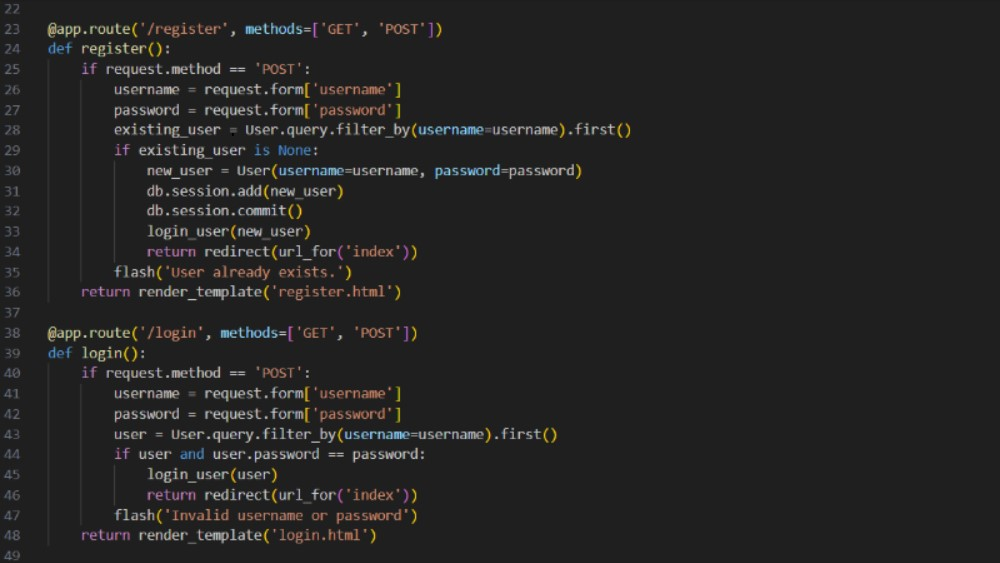 22
23 @app.route('/register', methods=['GET', 'POST'])
24 def register():
25     if request.method == 'POST':
26         username = request.form['username']
27         password = request.form['password']
28         existing_user = User.query.filter_by(username=username).first()
29         if existing_user is None:
30             new_user = User(username=username, password=password)
31             db.session.add(new_user)
32             db.session.commit()
33             login_user(new_user)
34             return redirect(url_for('index'))
35         flash('User already exists.')
36     return render_template('register.html')
37
38 @app.route('/login', methods=['GET', 'POST'])
39 def login():
40     if request.method == 'POST':
41         username = request.form['username']
42         password = request.form['password']
43         user = User.query.filter_by(username=username).first()
44         if user and user.password == password:
45             login_user(user)
46             return redirect(url_for('index'))
47         flash('Invalid username or password')
48     return render_template('login.html')
49